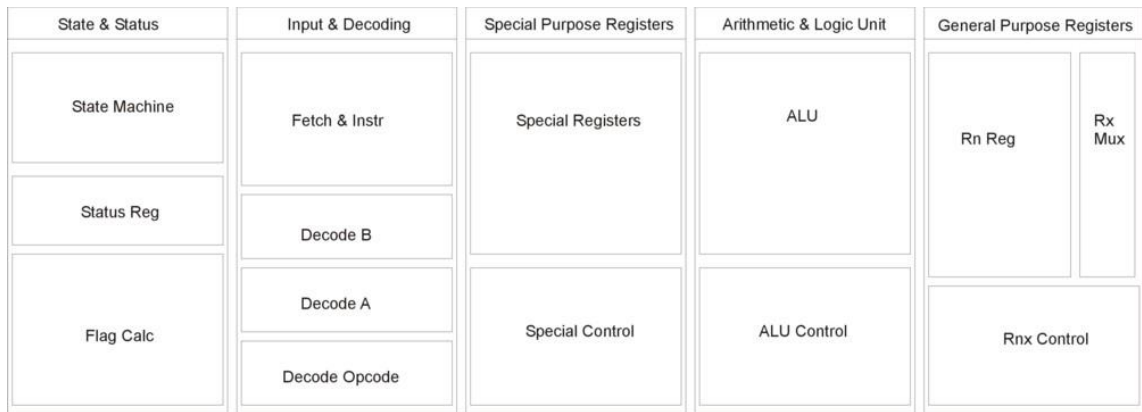 State & Status
State Machine
Status Reg
Flag Calc
Input & Decoding
Fetch & Instr
Decode B
Decode A
Decode Opcode
Special Purpose Registers
Special Registers
Special Control
Arithmetic & Logic Unit
ALU
ALU Control
General Purpose Registers
Rn Reg
Rx
Mux
Rnx Control